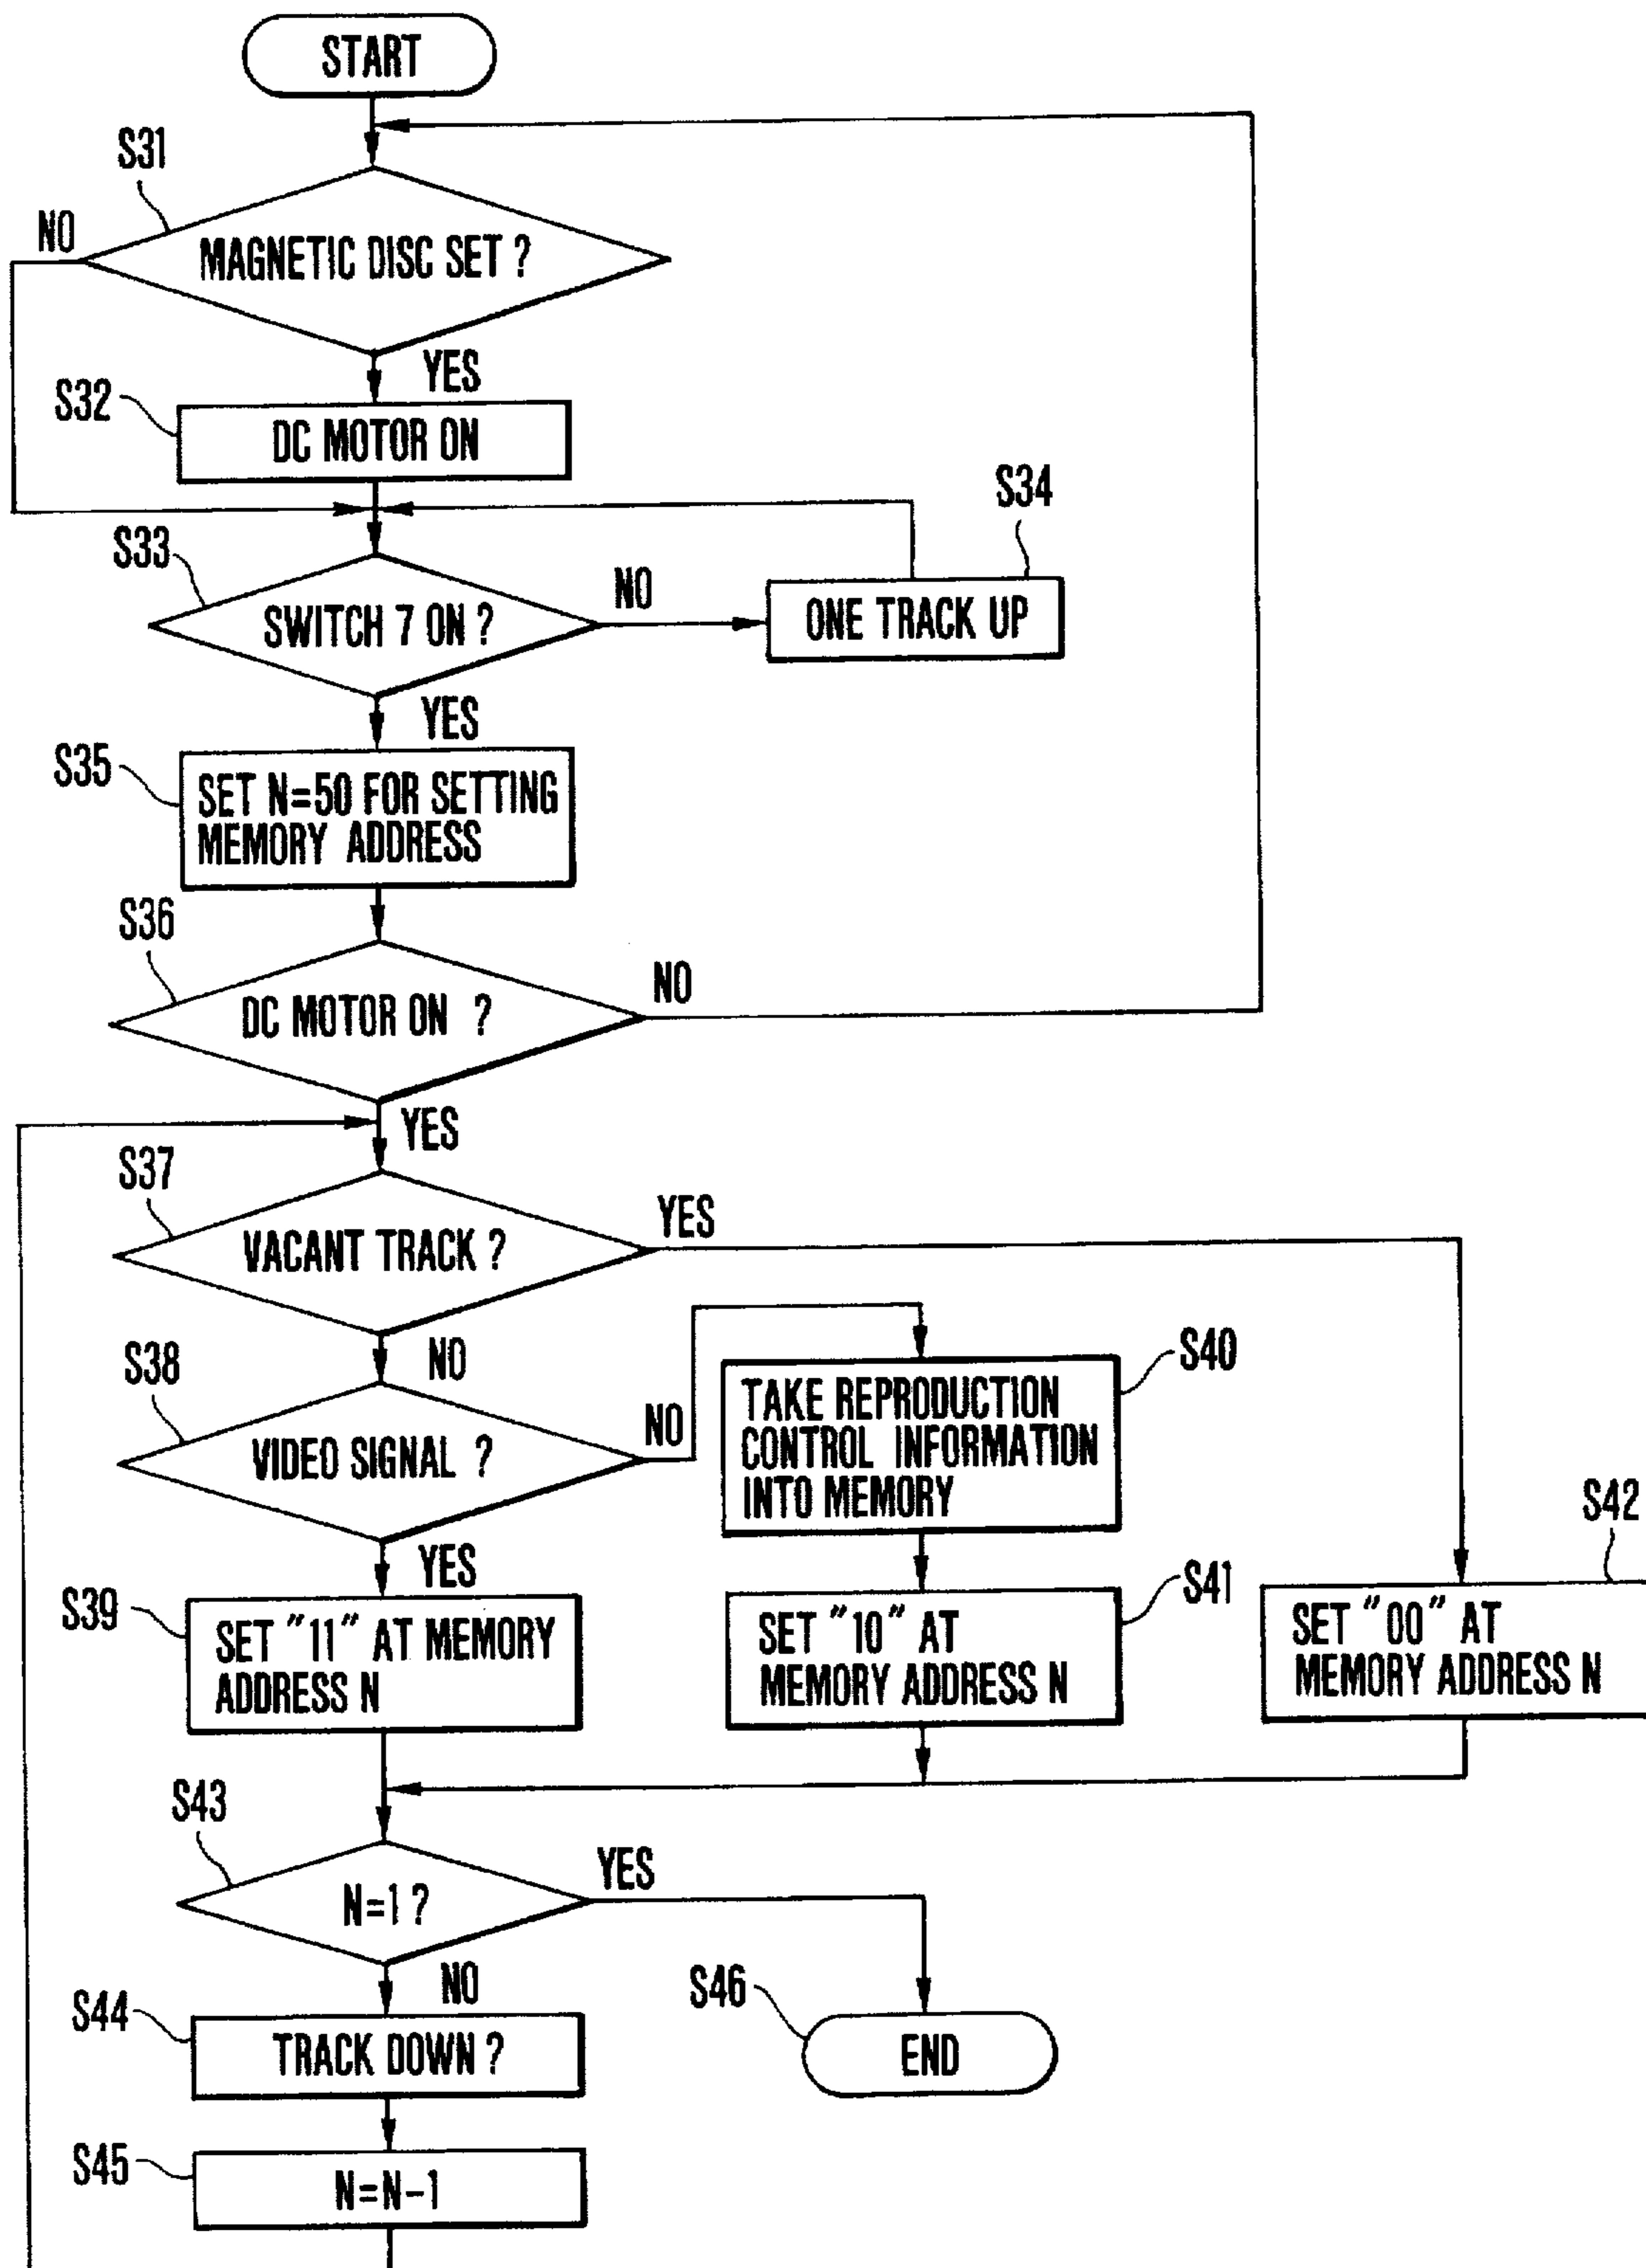 START
S31
NO
MAGNETIC DISC SET ?
YES
S32
DC MOTOR ON
S34
S33
NO
SWITCH 7 ON ?
ONE TRACK UP
YES
S35
SET N=50 FOR SETTING
MEMORY ADDRESS
S36
NO
DC MOTOR ON ?
YES
S37
YES
VACANT TRACK ?
NO
S38
NO
VIDEO SIGNAL ?
S40
TAKE REPRODUCTION
CONTROL INFORMATION
INTO MEMORY
YES
S39
SET "11" AT MEMORY
ADDRESS N
S41
SET "10" AT
MEMORY ADDRESS N
S42
SET "00" AT
MEMORY ADDRESS N
S43
YES
N=1 ?
NO
S44
TRACK DOWN ?
S46
END
S45
N=N-1